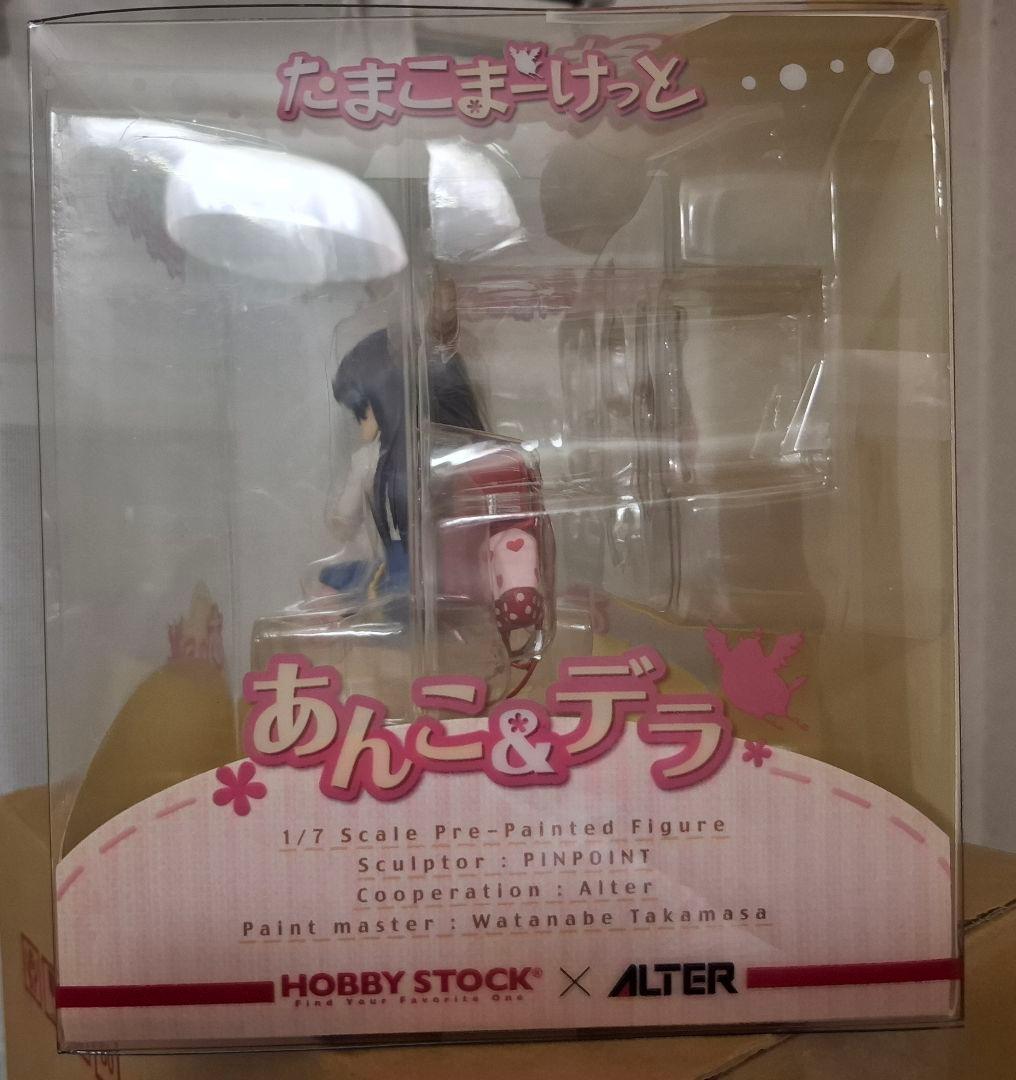 たまこまーけっと
あんこ&デラ
1/7 Scale Pre-Painted Figure
Sculptor : PINPOINT
Cooperation : Alter
Paint master : Watanabe Takamasa
HOBBY STOCK® × ALTER
Find Your Favorite One